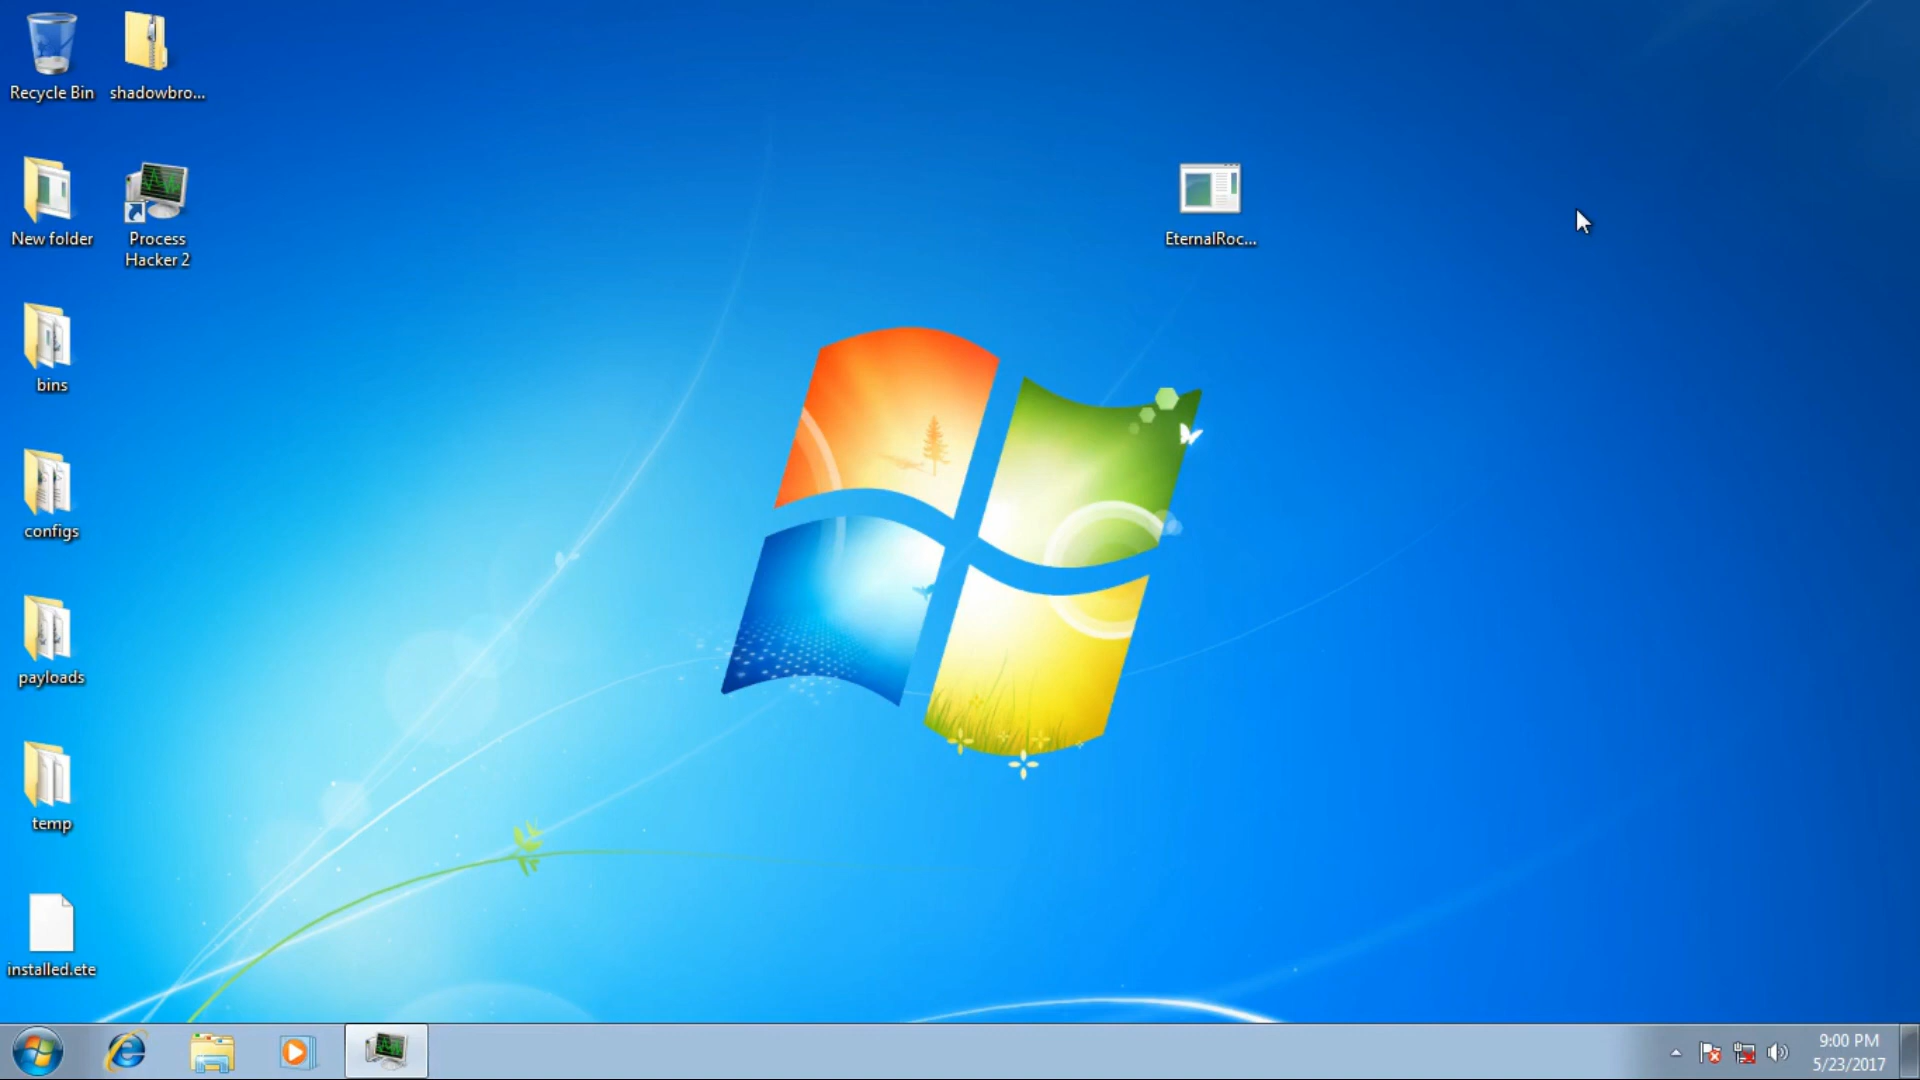 Recycle Bin
shadowbro...
New folder
Process
Hacker 2
EternalRoc...
bins
configs
payloads
temp
installed.ete
9:00 PM
5/23/2017